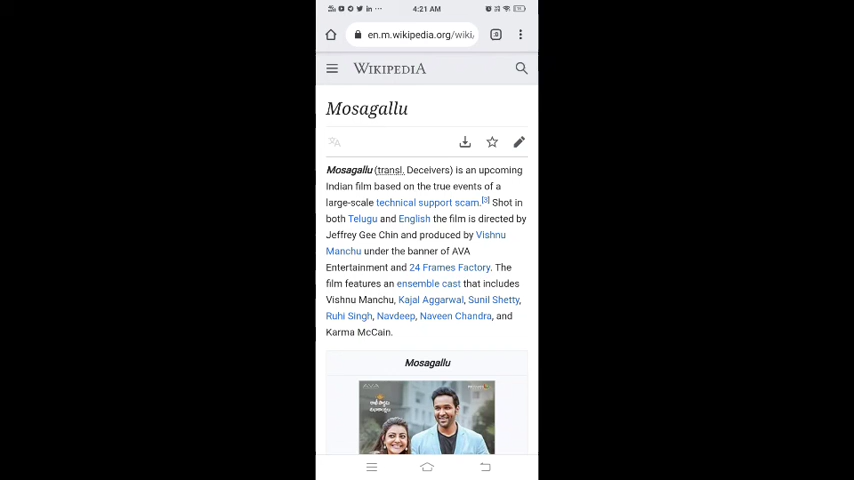 4:21 AM
en.m.wikipedia.org/wiki/
WIKIPEDIA
Mosagallu
Mosagallu (transl. Deceivers) is an upcoming
Indian film based on the true events of a
large-scale technical support scam.[3] Shot in
both Telugu and English the film is directed by
Jeffrey Gee Chin and produced by Vishnu
Manchu under the banner of AVA
Entertainment and 24 Frames Factory. The
film features an ensemble cast that includes
Vishnu Manchu, Kajal Aggarwal, Sunil Shetty,
Ruhi Singh, Navdeep, Naveen Chandra, and
Karma McCain.
Mosagallu
AVA